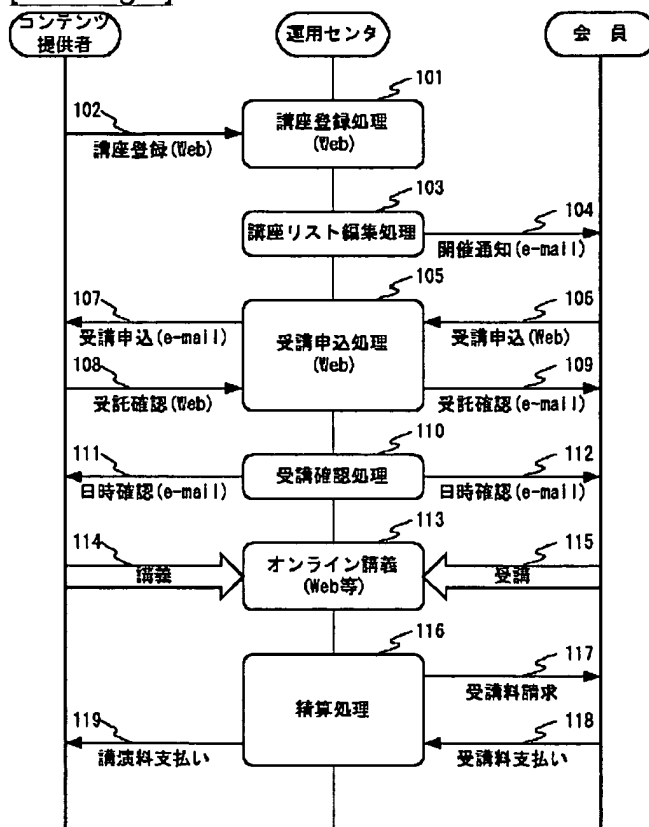 コンテンツ
提供者
運用センタ
会 員
101
102
講座登録処理
(Web)
講座登録(Web)
103
104
講座リスト編集処理
開催通知(e-mail)
105
107
106
受講申込(e-mail)
受講申込処理
(Web)
受講申込(Web)
108
109
受託確認(Web)
受託確認(e-mail)
110
111
112
受講確認処理
日時確認(e-mail)
日時確認(e-mail)
113
114
115
オンライン講義
(Web等)
講義
受講
116
117
受講料請求
精算処理
119
118
講演料支払い
受講料支払い